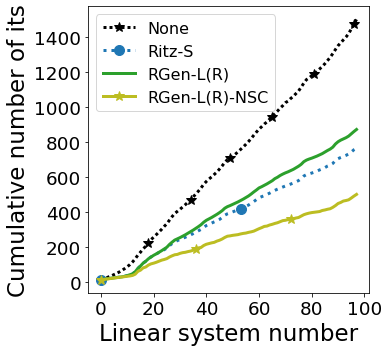 Cumulative number of its
1400
1200
1000
800
600
400
200
0
None
Ritz-S
RGen-L(R)
RGen-L(R)-NSC
0 20 40 60 80 100
Linear system number